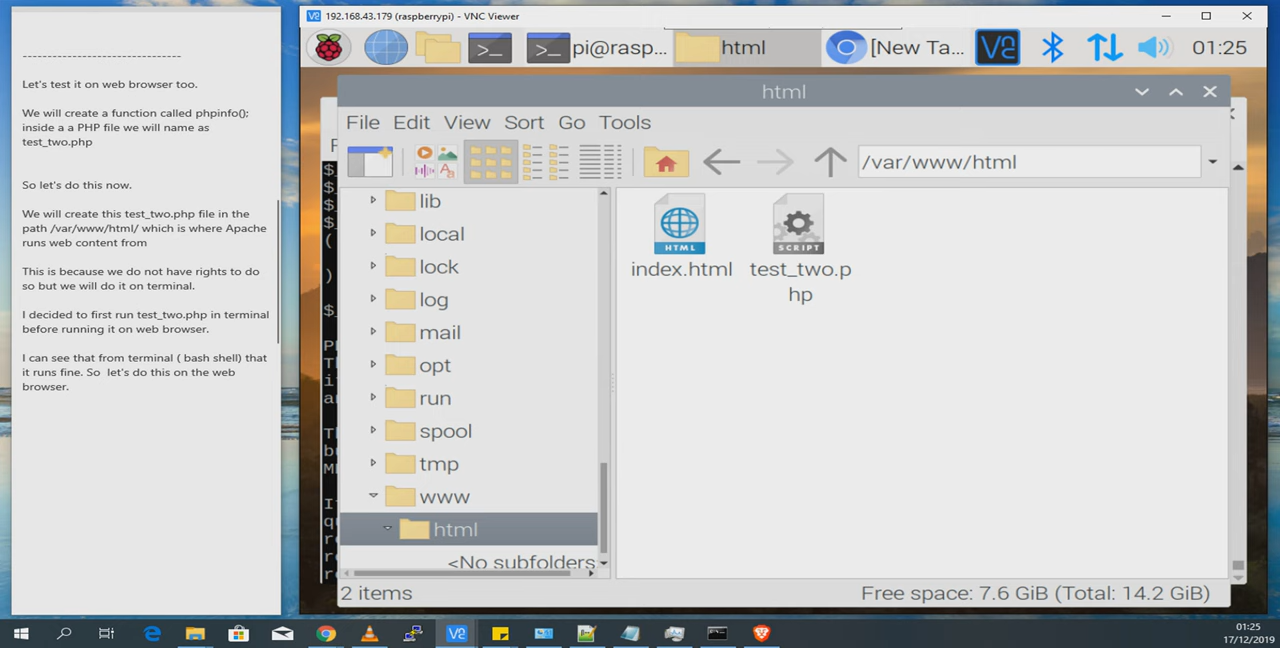 --------------------------------
Let's test it on web browser too.
We will create a function called phpinfo();
inside a a PHP file we will name as
test_two.php
So let's do this now.
We will create this test_two.php file in the
path /var/www/html/ which is where Apache
runs web content from
This is because we do not have rights to do
so but we will do it on terminal.
I decided to first run test_two.php in terminal
before running it on web browser.
I can see that from terminal ( bash shell) that
it runs fine. So  let's do this on the web
browser.
192.168.43.179 (raspberrypi) - VNC Viewer
pi@rasp...
html
[New Ta...
01:25
html
File Edit View Sort Go Tools
/var/www/html
lib
local
lock
log
mail
opt
run
spool
tmp
www
html
<No subfolders
HTML
index.html
SCRIPT
test_two.p
hp
2 items
Free space: 7.6 GiB (Total: 14.2 GiB)
01:25
17/12/2019